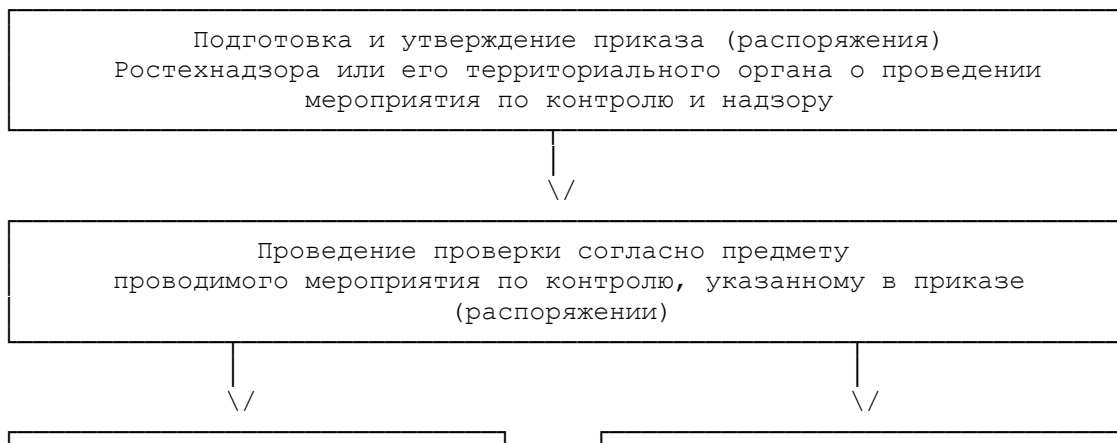 Подготовка и утверждение приказа (распоряжения)
Ростехнадзора или его территориального органа о проведении
мероприятия по контролю и надзору
Проведение проверки согласно предмету
проводимого мероприятия по контролю, указанному в приказе
(распоряжении)